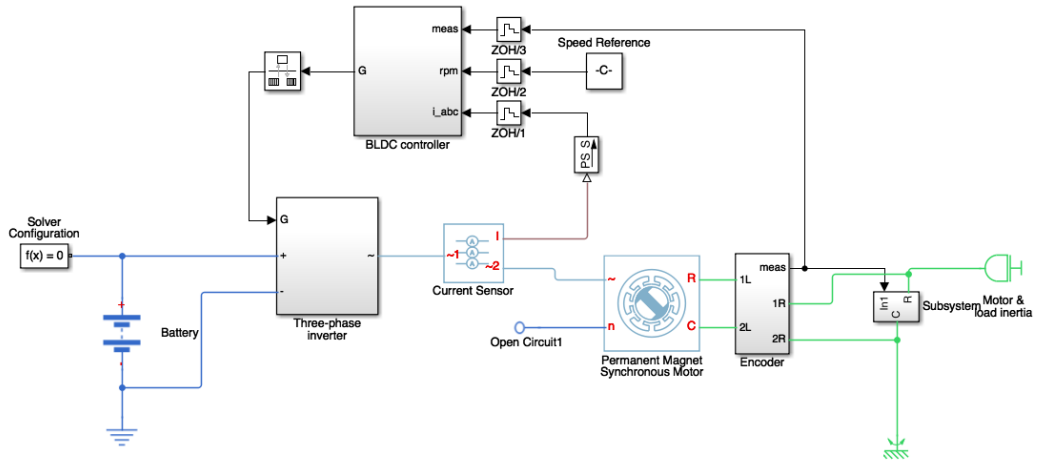 meas
ZOH/3
Speed Reference
G
rpm
-C-
ZOH/2
i_abc
ZOH/1
BLDC controller
PS S
Solver
Configuration
f(x) = 0
G
+
~
-
Three-phase
inverter
+
Battery
-
I
~1
~2
Current Sensor
A
A
A
~
R
n
C
Open Circuit1
Permanent Magnet
Synchronous Motor
meas
1L
1R
2L
2R
Encoder
In1
R
C
Subsystem
Motor &
load inertia